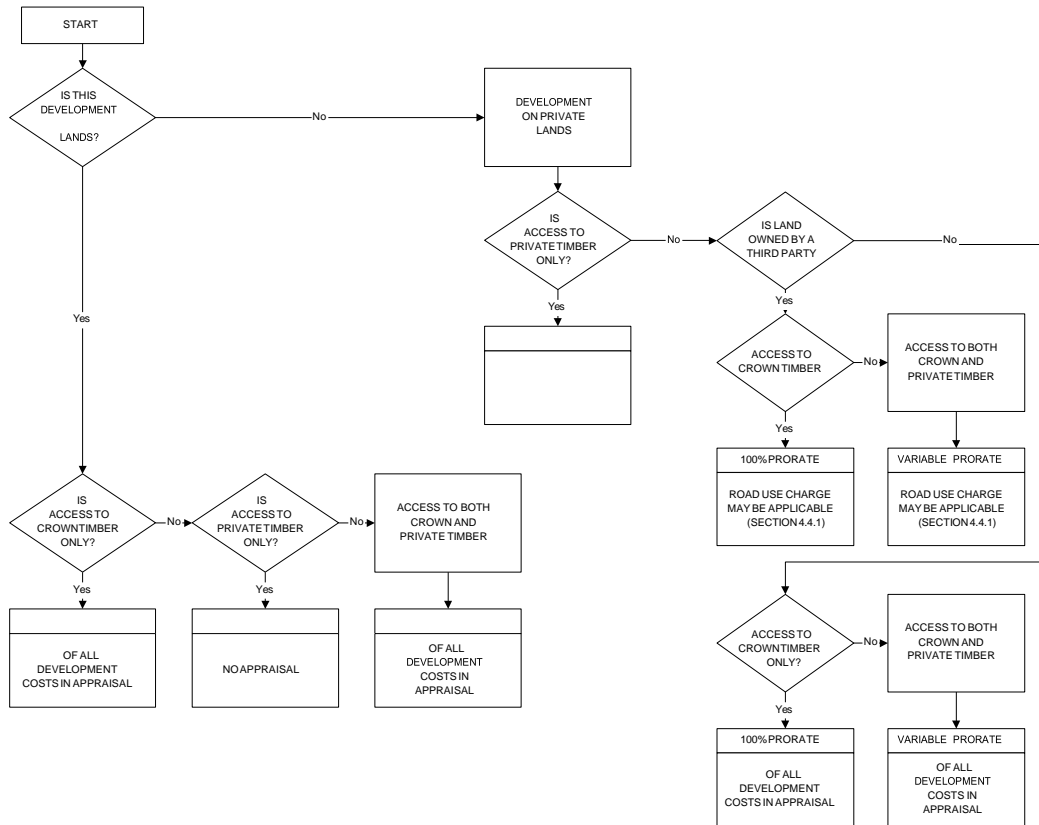 START
IS THIS
DEVELOPMENT
LANDS?
No
DEVELOPMENT
ON PRIVATE
LANDS
IS
ACCESS TO
PRIVATE TIMBER
ONLY?
No
IS LAND
OWNED BY A
THIRD PARTY
No
Yes
Yes
Yes
ACCESS TO
CROWN TIMBER
No
ACCESS TO BOTH
CROWN AND
PRIVATE TIMBER
Yes
100% PRORATE
ROAD USE CHARGE
MAY BE APPLICABLE
(SECTION 4.4.1)
VARIABLE PRORATE
ROAD USE CHARGE
MAY BE APPLICABLE
(SECTION 4.4.1)
IS
ACCESS TO
CROWN TIMBER
ONLY?
No
IS
ACCESS TO
PRIVATE TIMBER
ONLY?
No
ACCESS TO BOTH
CROWN AND
PRIVATE TIMBER
Yes
Yes
OF ALL
DEVELOPMENT
COSTS IN APPRAISAL
NO APPRAISAL
OF ALL
DEVELOPMENT
COSTS IN
APPRAISAL
ACCESS TO
CROWN TIMBER
ONLY?
No
ACCESS TO BOTH
CROWN AND
PRIVATE TIMBER
Yes
100% PRORATE
OF ALL
DEVELOPMENT
COSTS IN APPRAISAL
VARIABLE PRORATE
OF ALL
DEVELOPMENT
COSTS IN
APPRAISAL